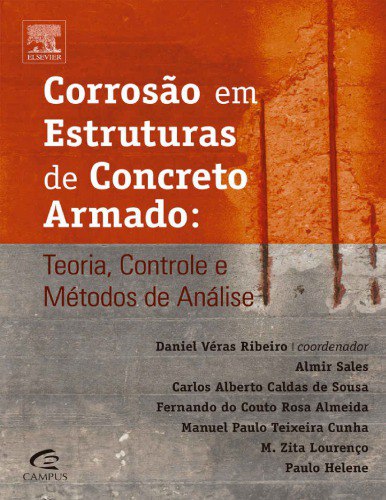 ELSEVIER
Corrosão em
Estruturas
de Concreto
Armado:
Teoria, Controle e
Métodos de Análise
Daniel Véras Ribeiro | coordenador
Almir Sales
Carlos Alberto Caldas de Sousa
Fernando do Couto Rosa Almeida
Manuel Paulo Teixeira Cunha
M. Zita Lourenço
Paulo Helene
CAMPUS